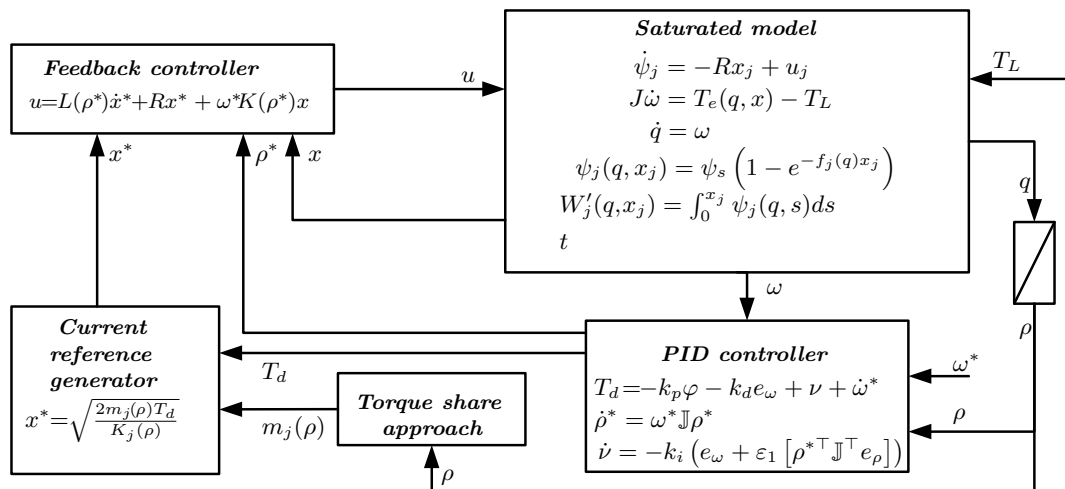 Saturated model
ψ̇_j = −Rx_j + u_j
Jω̇ = T_e(q, x) − T_L
q̇ = ω
ψ_j(q, x_j) = ψ_s (1 − e^{−f_j(q)x_j})
W′_j(q,x_j) = ∫_0^{x_j} ψ_j(q, s)ds
t
Feedback controller
u=L(ρ*)ẋ*+Rx* + ω*K(ρ*)x
u
T_L
x*
ρ*
x
q
ω
ρ
Current
reference
generator
x*=√(2m_j(ρ)T_d / K_j(ρ))
T_d
m_j(ρ)
Torque share
approach
ρ
PID controller
T_d=−k_pφ − k_de_ω + ν + ω̇*
ρ̇* = ω*𝕁ρ*
ν̇ = −k_i (e_ω + ε_1 [ρ*^⊤𝕁^⊤e_ρ])
ω*
ρ